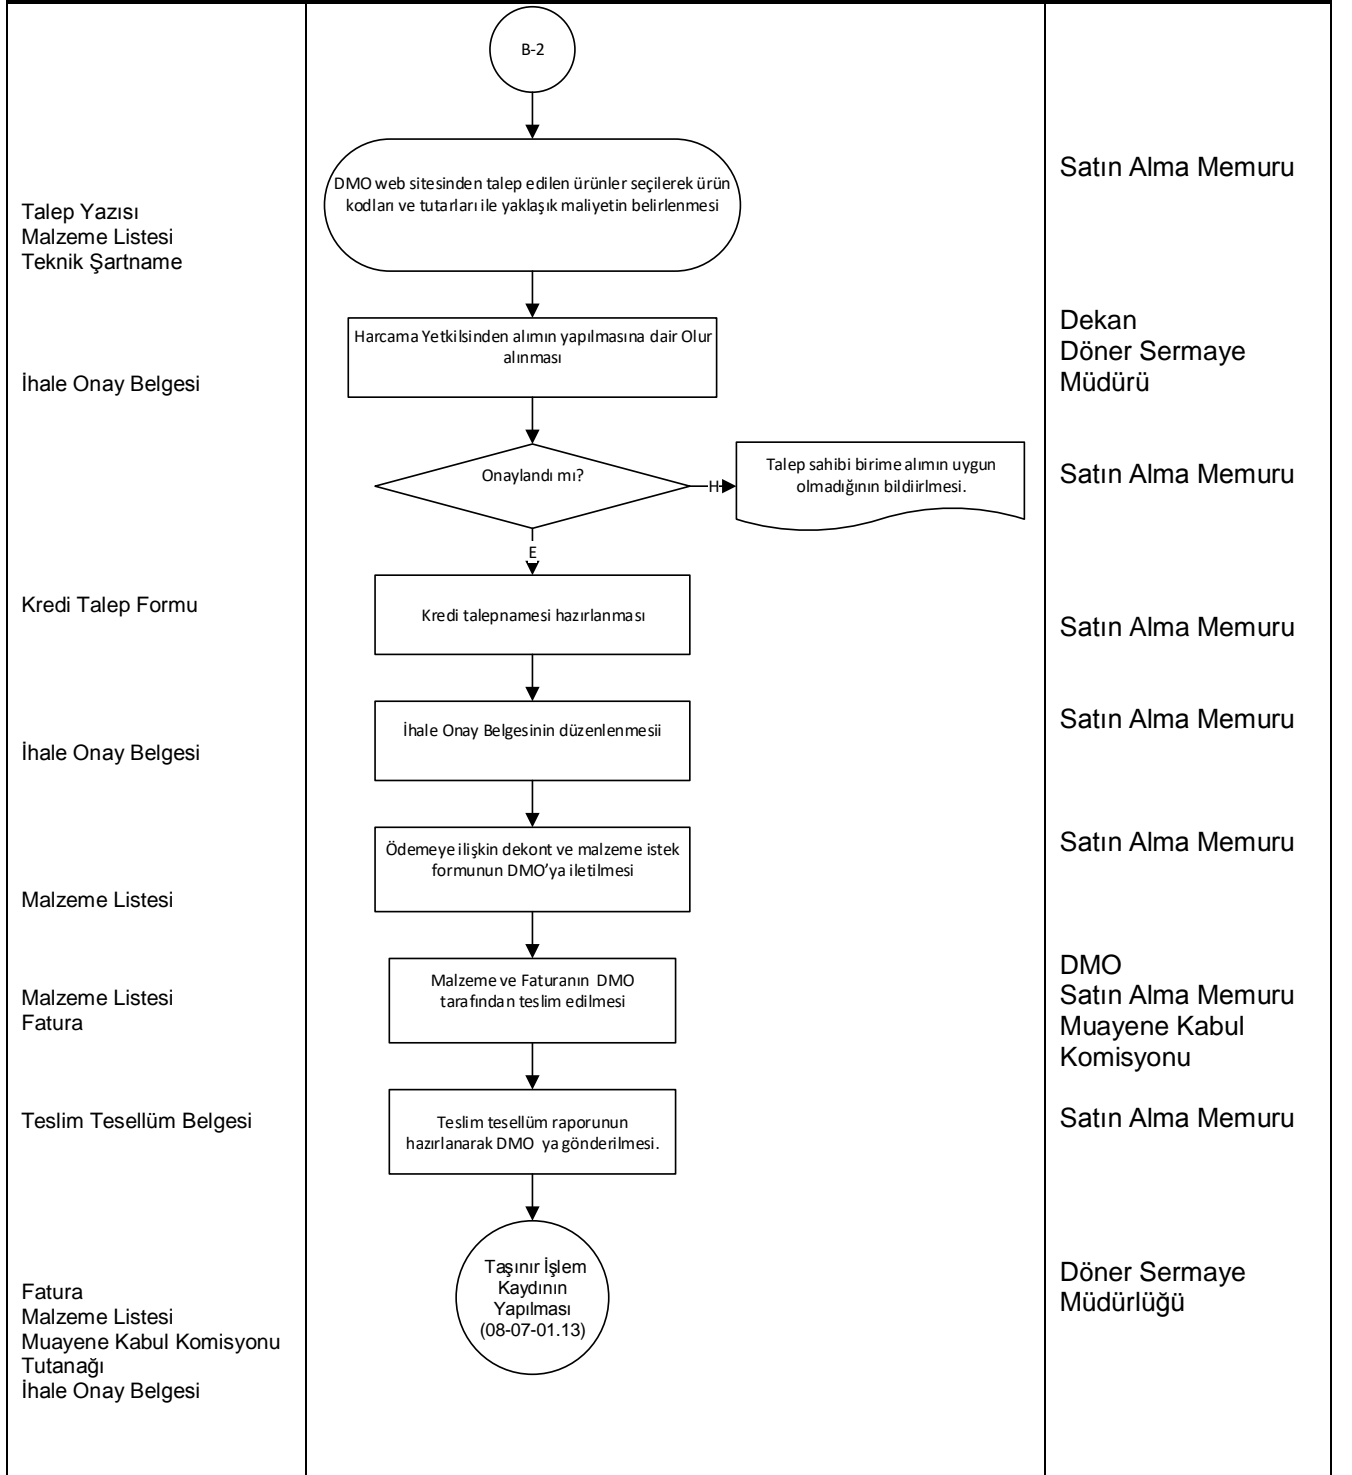 B-2
Talep Yazısı
Malzeme Listesi
Teknik Şartname
DMO web sitesinden talep edilen ürünler seçilerek ürün
kodları ve tutarları ile yaklaşık maliyetin belirlenmesi
Satın Alma Memuru
İhale Onay Belgesi
Harcama Yetkilsinden alımın yapılmasına dair Olur
alınması
Dekan
Döner Sermaye
Müdürü
Onaylandı mı?
H
Talep sahibi birime alımın uygun
olmadığının bildiirlmesi.
Satın Alma Memuru
E
Kredi Talep Formu
Kredi talepnamesi hazırlanması
Satın Alma Memuru
İhale Onay Belgesi
İhale Onay Belgesinin düzenlenmesii
Satın Alma Memuru
Malzeme Listesi
Ödemeye ilişkin dekont ve malzeme istek
formunun DMO’ya iletilmesi
Satın Alma Memuru
Malzeme Listesi
Fatura
Malzeme ve Faturanın DMO
tarafından teslim edilmesi
DMO
Satın Alma Memuru
Muayene Kabul
Komisyonu
Teslim Tesellüm Belgesi
Teslim tesellüm raporunun
hazırlanarak DMO ya gönderilmesi.
Satın Alma Memuru
Fatura
Malzeme Listesi
Muayene Kabul Komisyonu
Tutanağı
İhale Onay Belgesi
Taşınır İşlem
Kaydının
Yapılması
(08-07-01.13)
Döner Sermaye
Müdürlüğü